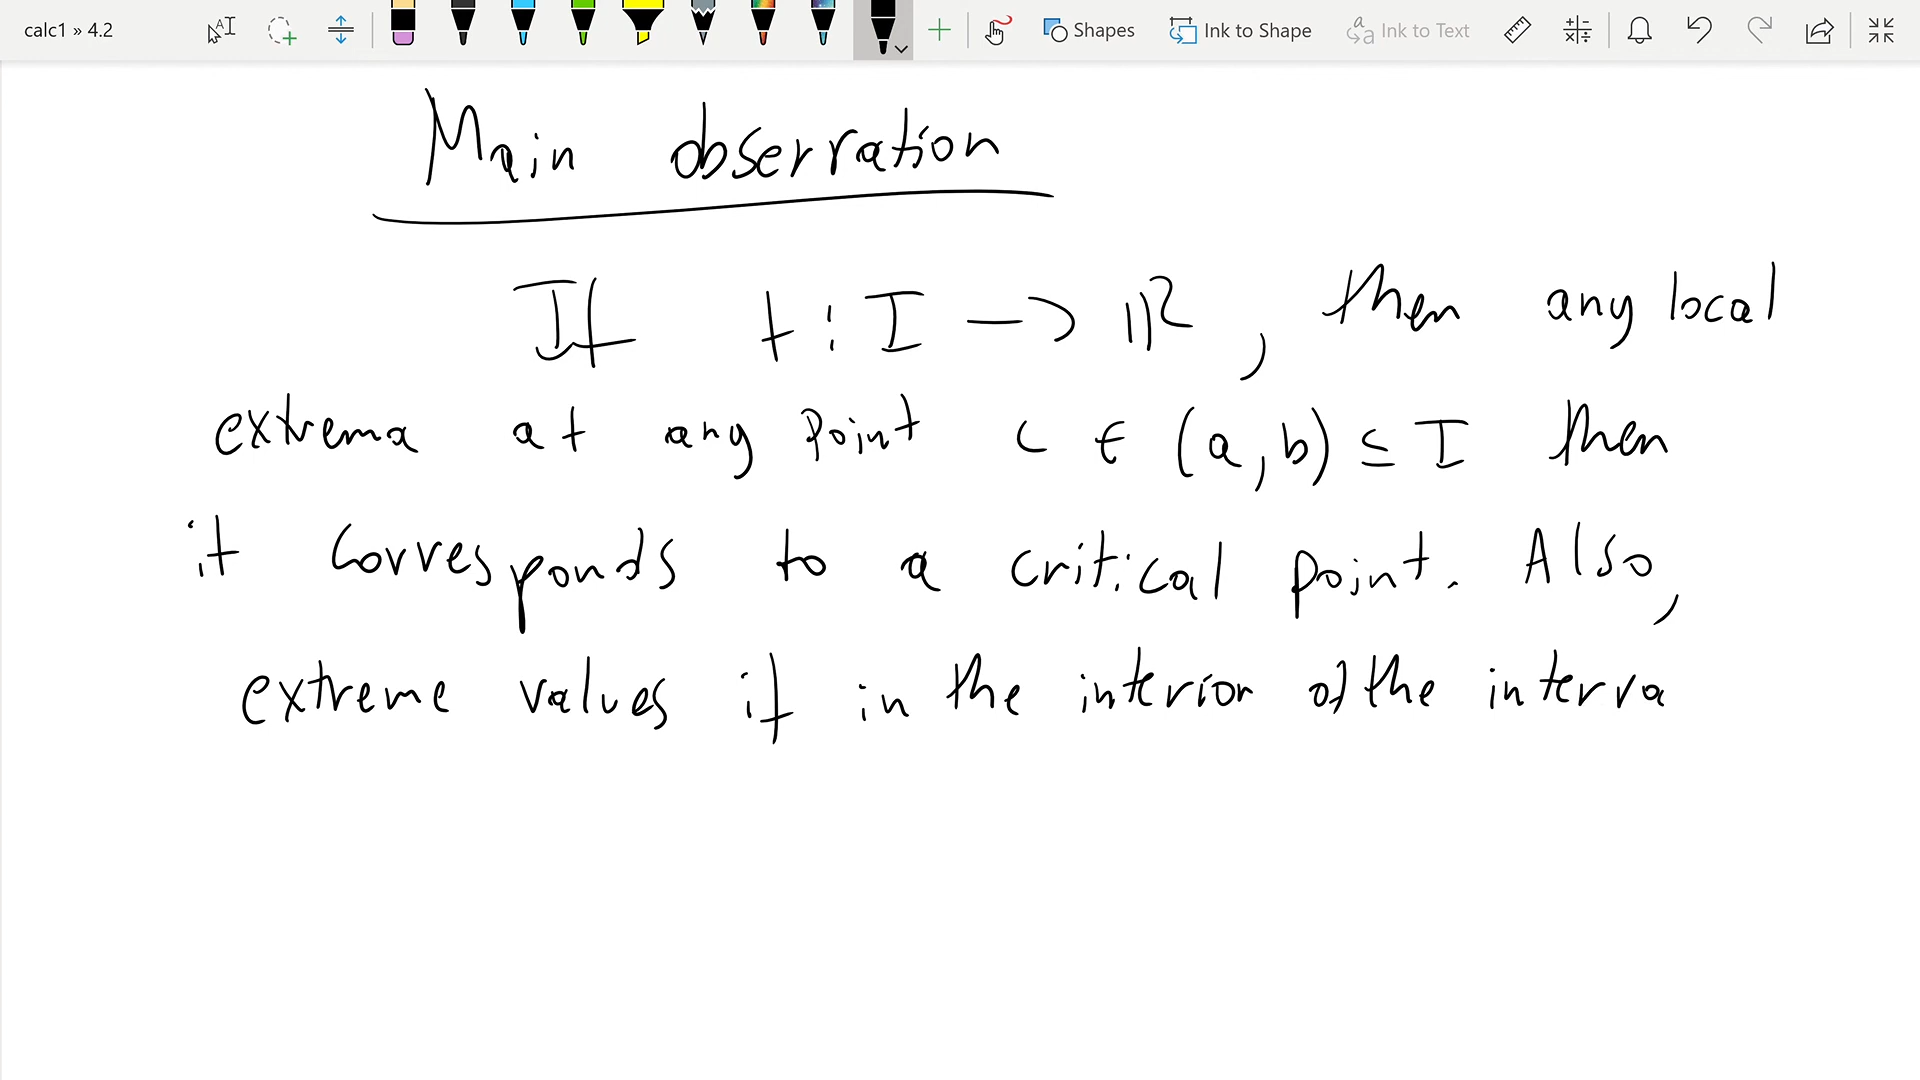 calc1 » 4.2
Shapes
Ink to Shape
Ink to Text
Main observation
If f : I → ℝ, then any local
extrema at any point c ∈ (a, b) ⊆ I then
it corresponds to a critical point. Also,
extreme values if in the interior of the interva